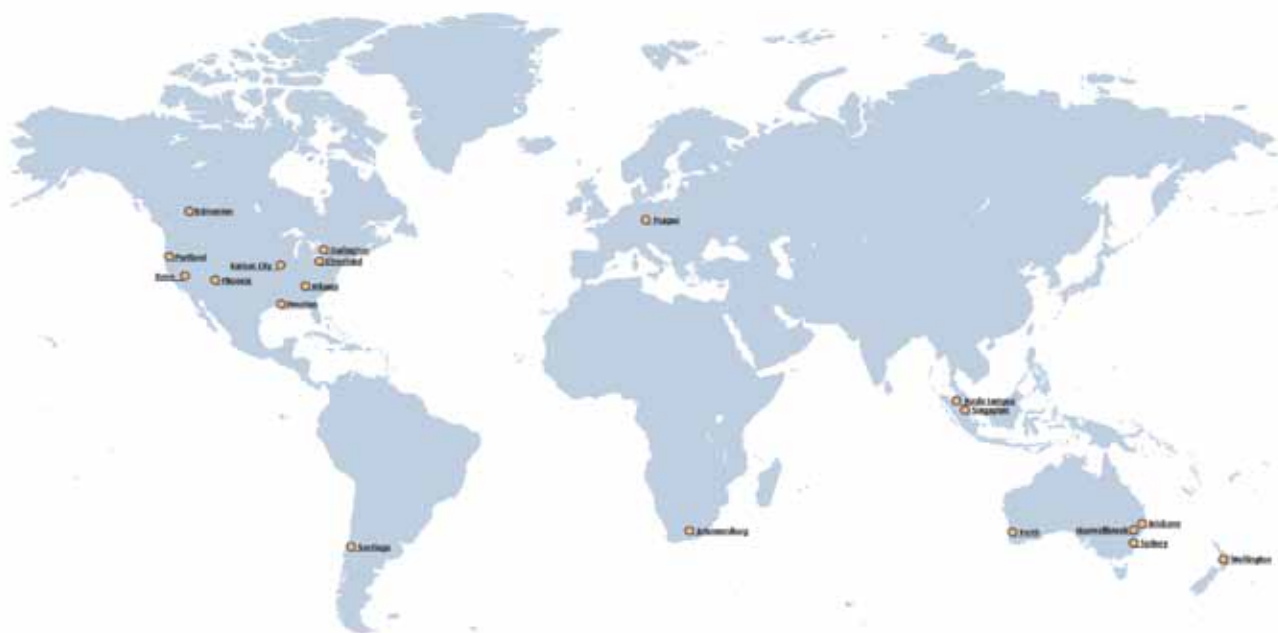 Edmonton
Prague
Burlington
Portland
Cleveland
Kansas City
Phoenix
Atlanta
Houston
Kuala Lumpur
Singapore
Brisbane
Johannesburg
Perth
Sydney
Santiago
Wellington